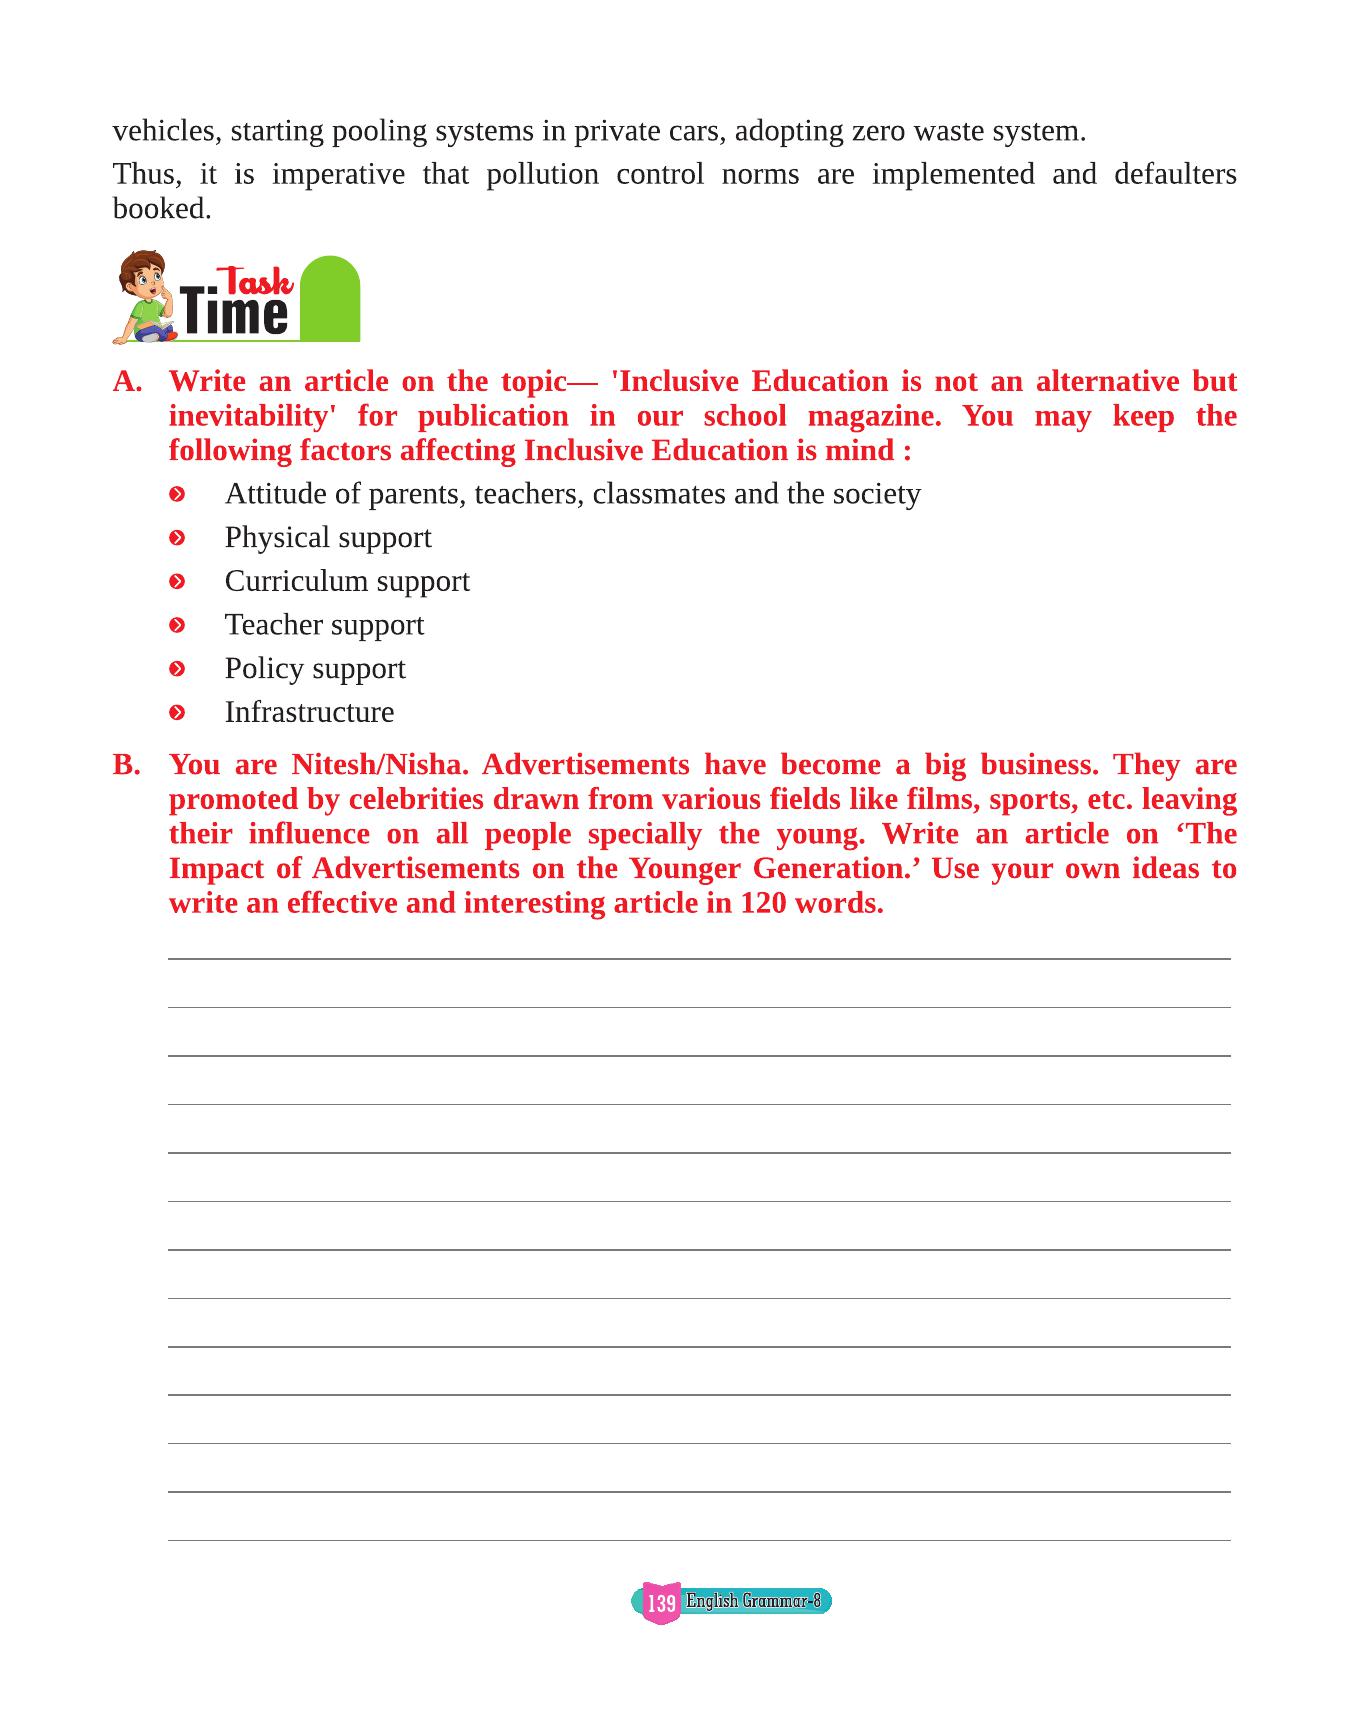 vehicles, starting pooling systems in private cars, adopting zero waste system.
Thus, it is imperative that pollution control norms are implemented and defaulters
booked.
Task
Time
A. Write an article on the topic— 'Inclusive Education is not an alternative but
inevitability' for publication in our school magazine. You may keep the
following factors affecting Inclusive Education is mind :
Attitude of parents, teachers, classmates and the society
Physical support
Curriculum support
Teacher support
Policy support
Infrastructure
B. You are Nitesh/Nisha. Advertisements have become a big business. They are
promoted by celebrities drawn from various fields like films, sports, etc. leaving
their influence on all people specially the young. Write an article on ‘The
Impact of Advertisements on the Younger Generation.’ Use your own ideas to
write an effective and interesting article in 120 words.
139 English Grammar-8